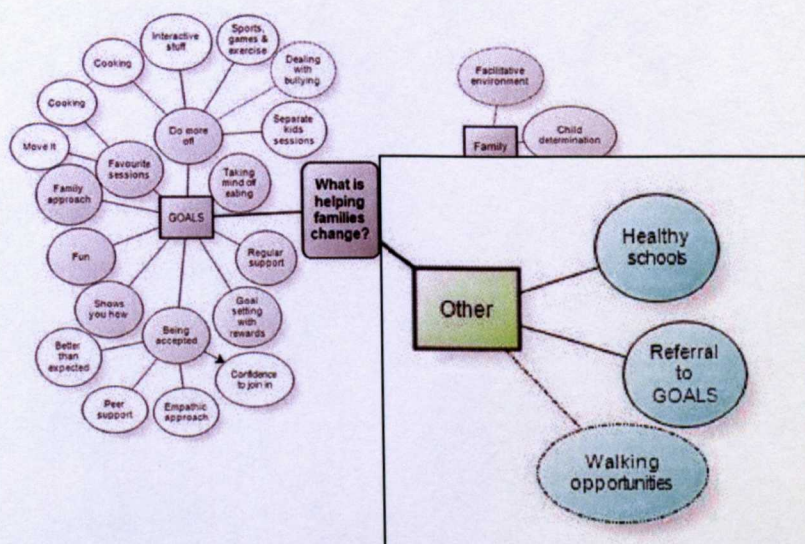 Interactive
stuff
Sports,
games &
exercise
Cooking
Dealing
with
bullying
Cooking
Do more
off
Separate
kids
sessions
Move It
Favourite
sessions
Family
approach
Taking
mind off
eating
GOALS
What is
helping
families
change?
Fun
Regular
support
Shows
you how
Goal
setting
with
rewards
Being
accepted
Better
than
expected
Confidence
to join in
Peer
support
Empathic
approach
Facilitative
environment
Family
Child
determination
Other
Healthy
schools
Referral
to
GOALS
Walking
opportunities